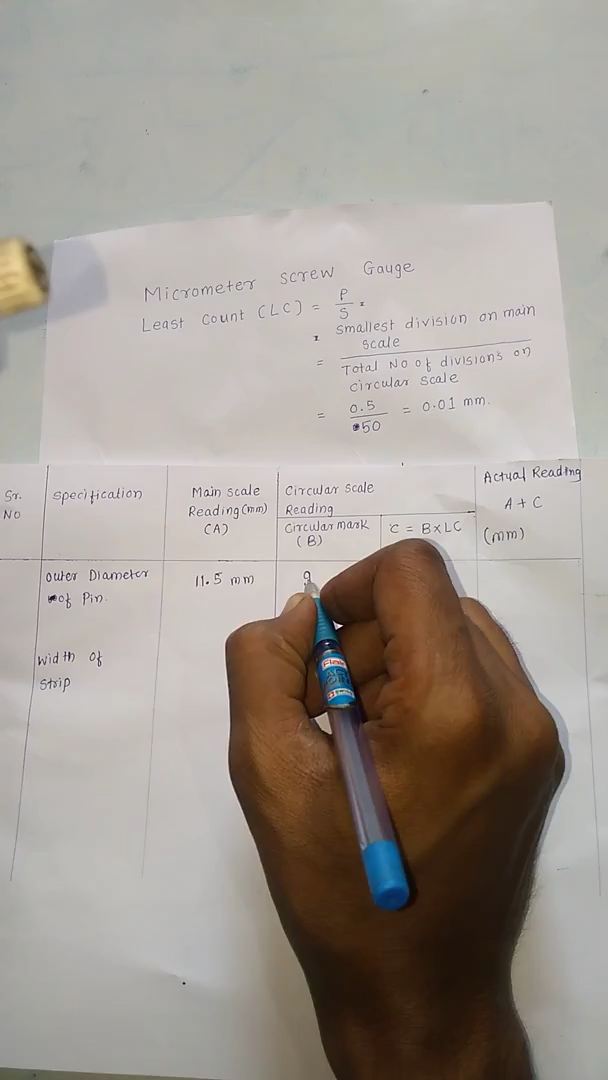 Micrometer screw Gauge
Least count (LC) = P/S =
= smallest division on main scale
= Total No of divisions on circular scale
= 0.5/50 = 0.01 mm.
Sr. No
Specification
Main scale Reading (mm) (A)
Circular Scale Reading
Circular mark (B)
C = B×LC
Actual Reading A + C (mm)
Outer Diameter of Pin.
11.5 mm
9
Width of Strip
Flair